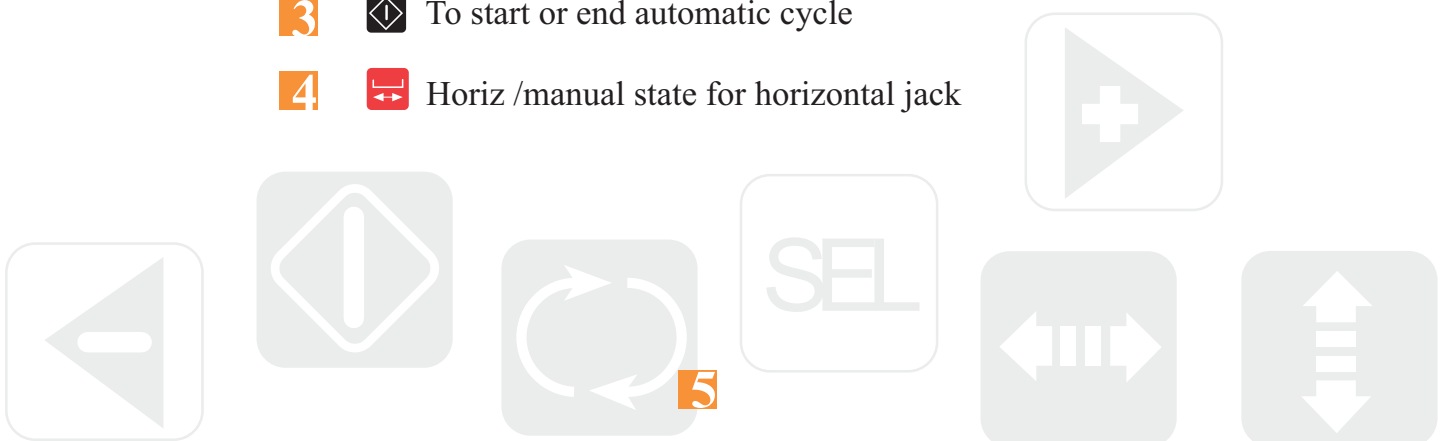 3 To start or end automatic cycle
4 Horiz /manual state for horizontal jack
SEL
5